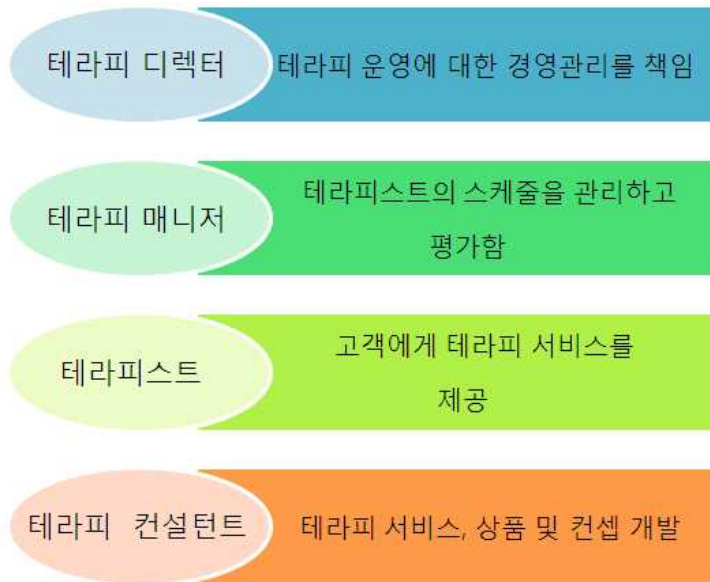 테라피 디렉터
테라피 운영에 대한 경영관리를 책임
테라피 매니저
테라피스트의 스케줄을 관리하고
평가함
테라피스트
고객에게 테라피 서비스를
제공
테라피 컨설턴트
테라피 서비스, 상품 및 컨셉 개발